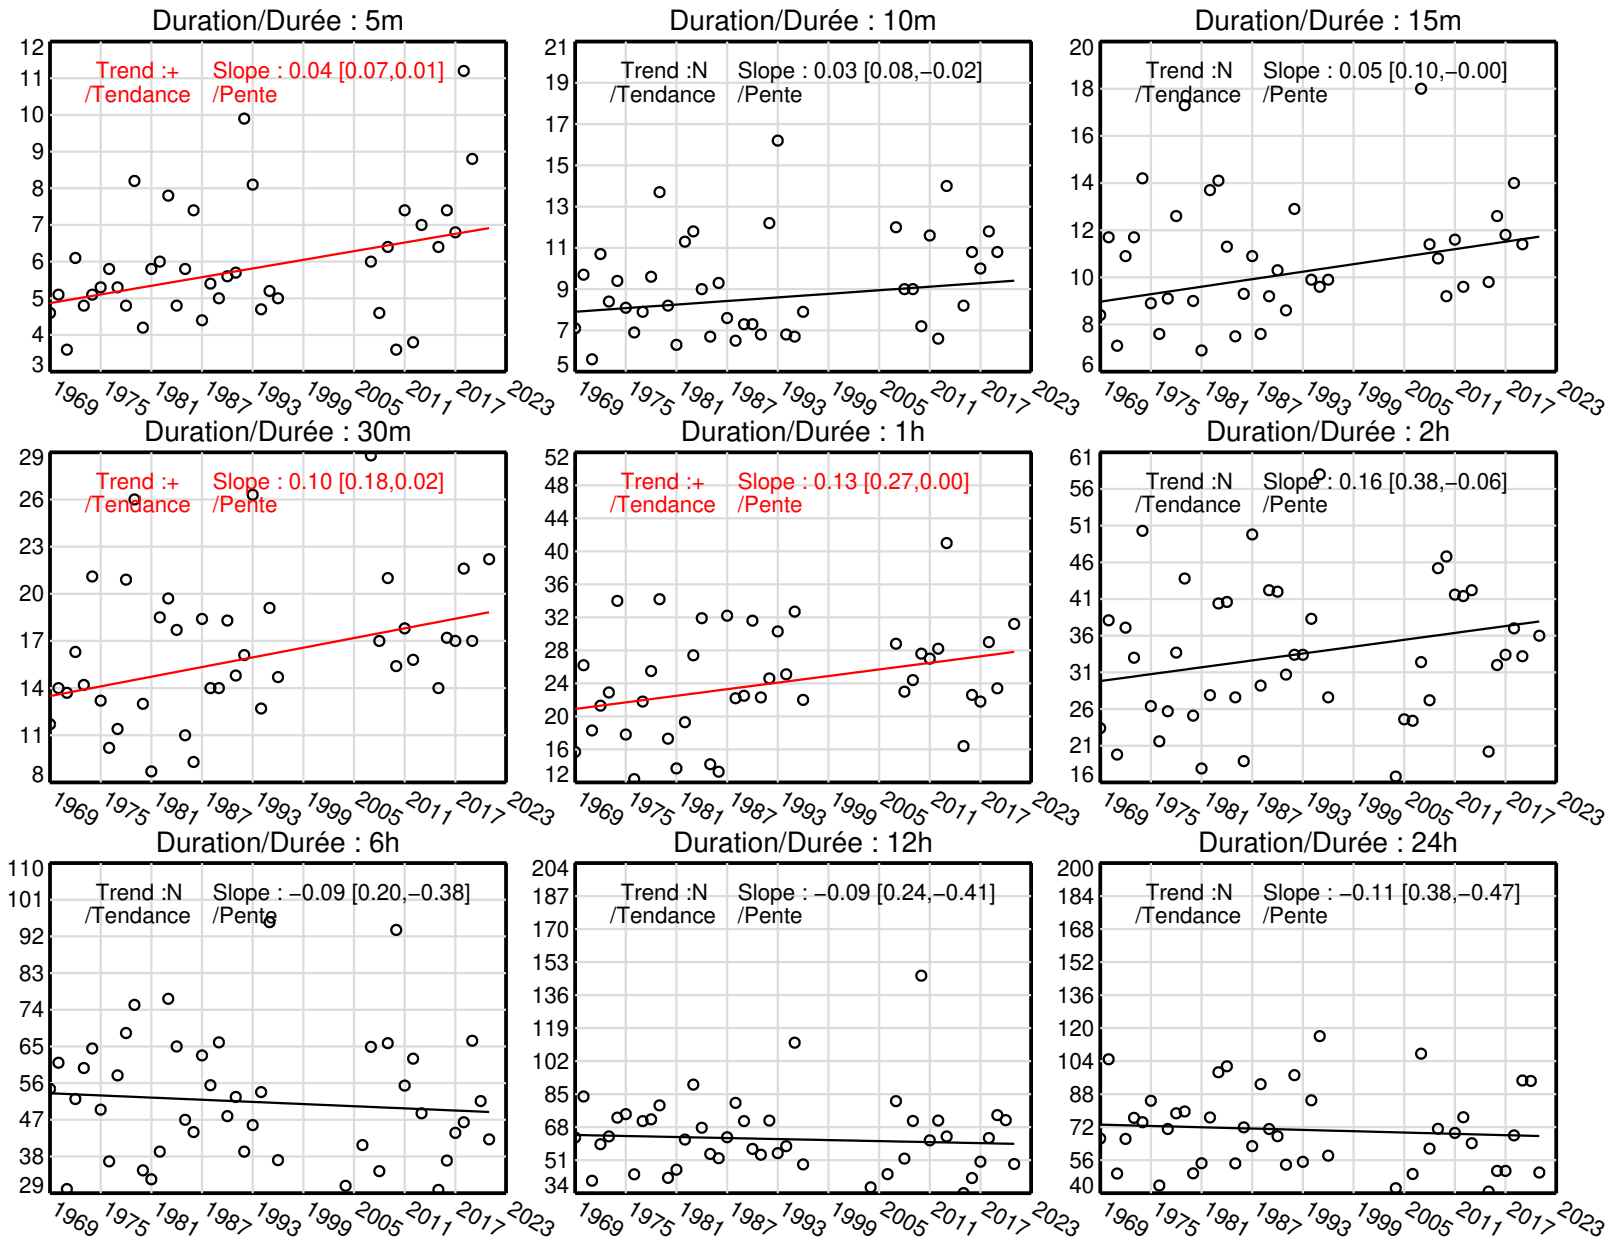 Duration/Durée : 5m
12
11
10
9
8
7
6
5
4
3
Trend :+ Slope : 0.04 [0.07,0.01]
/Tendance /Pente
1969 1975 1981 1987 1993 1999 2005 2011 2017 2023
Duration/Durée : 10m
21
19
17
15
13
11
9
7
5
Trend :N Slope : 0.03 [0.08,−0.02]
/Tendance /Pente
1969 1975 1981 1987 1993 1999 2005 2011 2017 2023
Duration/Durée : 15m
20
18
16
14
12
10
8
6
Trend :N Slope : 0.05 [0.10,−0.00]
/Tendance /Pente
1969 1975 1981 1987 1993 1999 2005 2011 2017 2023
Duration/Durée : 30m
29
26
23
20
17
14
11
8
Trend :+ Slope : 0.10 [0.18,0.02]
/Tendance /Pente
1969 1975 1981 1987 1993 1999 2005 2011 2017 2023
Duration/Durée : 1h
52
48
44
40
36
32
28
24
20
16
12
Trend :+ Slope : 0.13 [0.27,0.00]
/Tendance /Pente
1969 1975 1981 1987 1993 1999 2005 2011 2017 2023
Duration/Durée : 2h
61
56
51
46
41
36
31
26
21
16
Trend :N Slope : 0.16 [0.38,−0.06]
/Tendance /Pente
1969 1975 1981 1987 1993 1999 2005 2011 2017 2023
Duration/Durée : 6h
110
101
92
83
74
65
56
47
38
29
Trend :N Slope : −0.09 [0.20,−0.38]
/Tendance /Pente
1969 1975 1981 1987 1993 1999 2005 2011 2017 2023
Duration/Durée : 12h
204
187
170
153
136
119
102
85
68
51
34
Trend :N Slope : −0.09 [0.24,−0.41]
/Tendance /Pente
1969 1975 1981 1987 1993 1999 2005 2011 2017 2023
Duration/Durée : 24h
200
184
168
152
136
120
104
88
72
56
40
Trend :N Slope : −0.11 [0.38,−0.47]
/Tendance /Pente
1969 1975 1981 1987 1993 1999 2005 2011 2017 2023